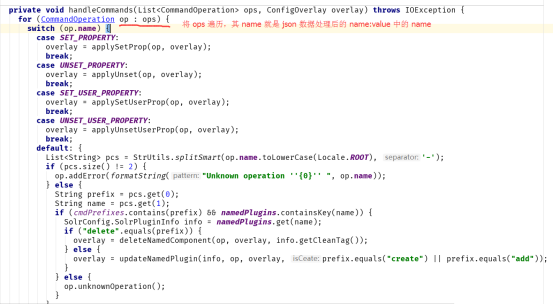 private void handleCommands(List<CommandOperation> ops, ConfigOverlay overlay) throws IOException {
for (CommandOperation op : ops) { 将 ops 遍历，其 name 就是 json 数据处理后的 name:value 中的 name
switch (op.name) {
case SET_PROPERTY:
overlay = applySetProp(op, overlay);
break;
case UNSET_PROPERTY:
overlay = applyUnset(op, overlay);
break;
case SET_USER_PROPERTY:
overlay = applySetUserProp(op, overlay);
break;
case UNSET_USER_PROPERTY:
overlay = applyUnsetUserProp(op, overlay);
break;
default: {
List<String> pcs = StrUtils.splitSmart(op.name.toLowerCase(Locale.ROOT), separator: '-');
if (pcs.size() != 2) {
op.addError(formatString( pattern: "Unknown operation ''{0}'' ", op.name));
} else {
String prefix = pcs.get(0);
String name = pcs.get(1);
if (cmdPrefixes.contains(prefix) && namedPlugins.containsKey(name)) {
SolrConfig.SolrPluginInfo info = namedPlugins.get(name);
if ("delete".equals(prefix)) {
overlay = deleteNamedComponent(op, overlay, info.getCleanTag());
} else {
overlay = updateNamedPlugin(info, op, overlay, isCeate: prefix.equals("create") || prefix.equals("add"));
}
} else {
op.unknownOperation();
}
}